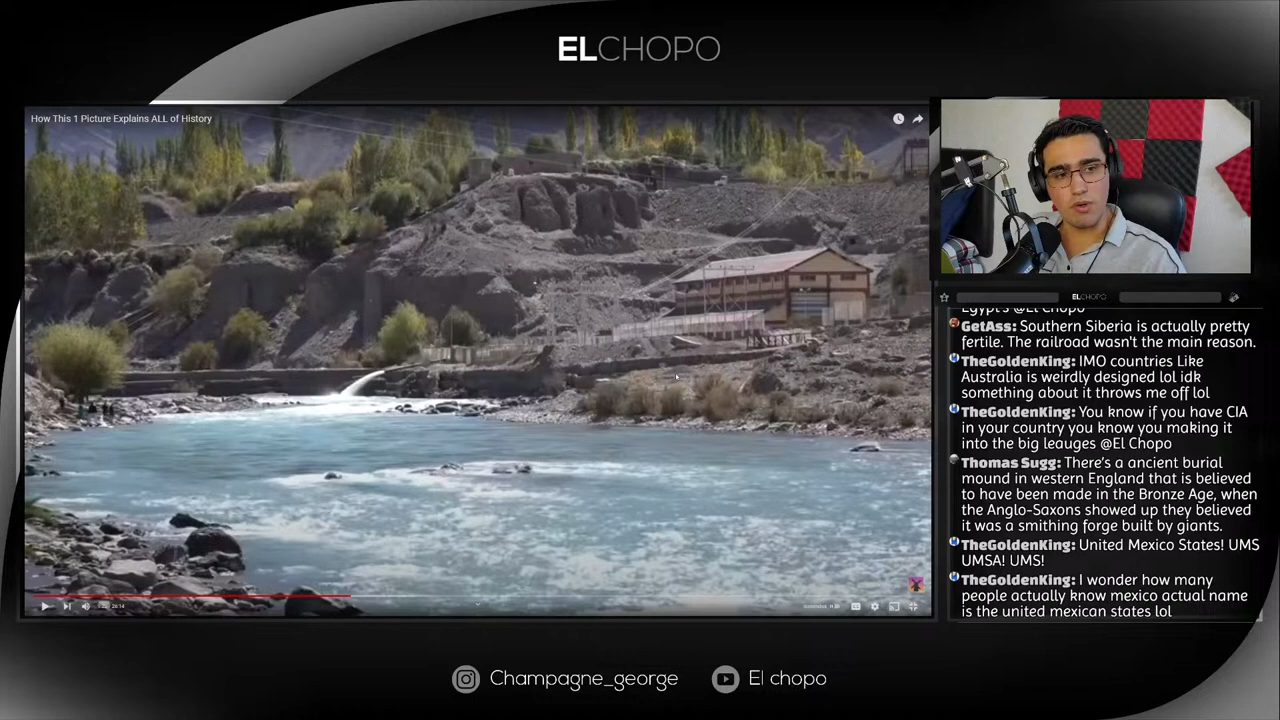 ELCHOPO
How This 1 Picture Explains ALL of History
ELCHOPO
Egypt's @El Chopo
GetAss: Southern Siberia is actually pretty
fertile. The railroad wasn't the main reason.
TheGoldenKing: IMO countries Like
Australia is weirdly designed lol idk
something about it throws me off lol
TheGoldenKing: You know if you have CIA
in your country you know you making it
into the big leauges @El Chopo
Thomas Sugg: There's a ancient burial
mound in western England that is believed
to have been made in the Bronze Age, when
the Anglo-Saxons showed up they believed
it was a smithing forge built by giants.
TheGoldenKing: United Mexico States! UMS
UMSA! UMS!
TheGoldenKing: I wonder how many
people actually know mexico actual name
is the united mexican states lol
Champagne_george
El chopo